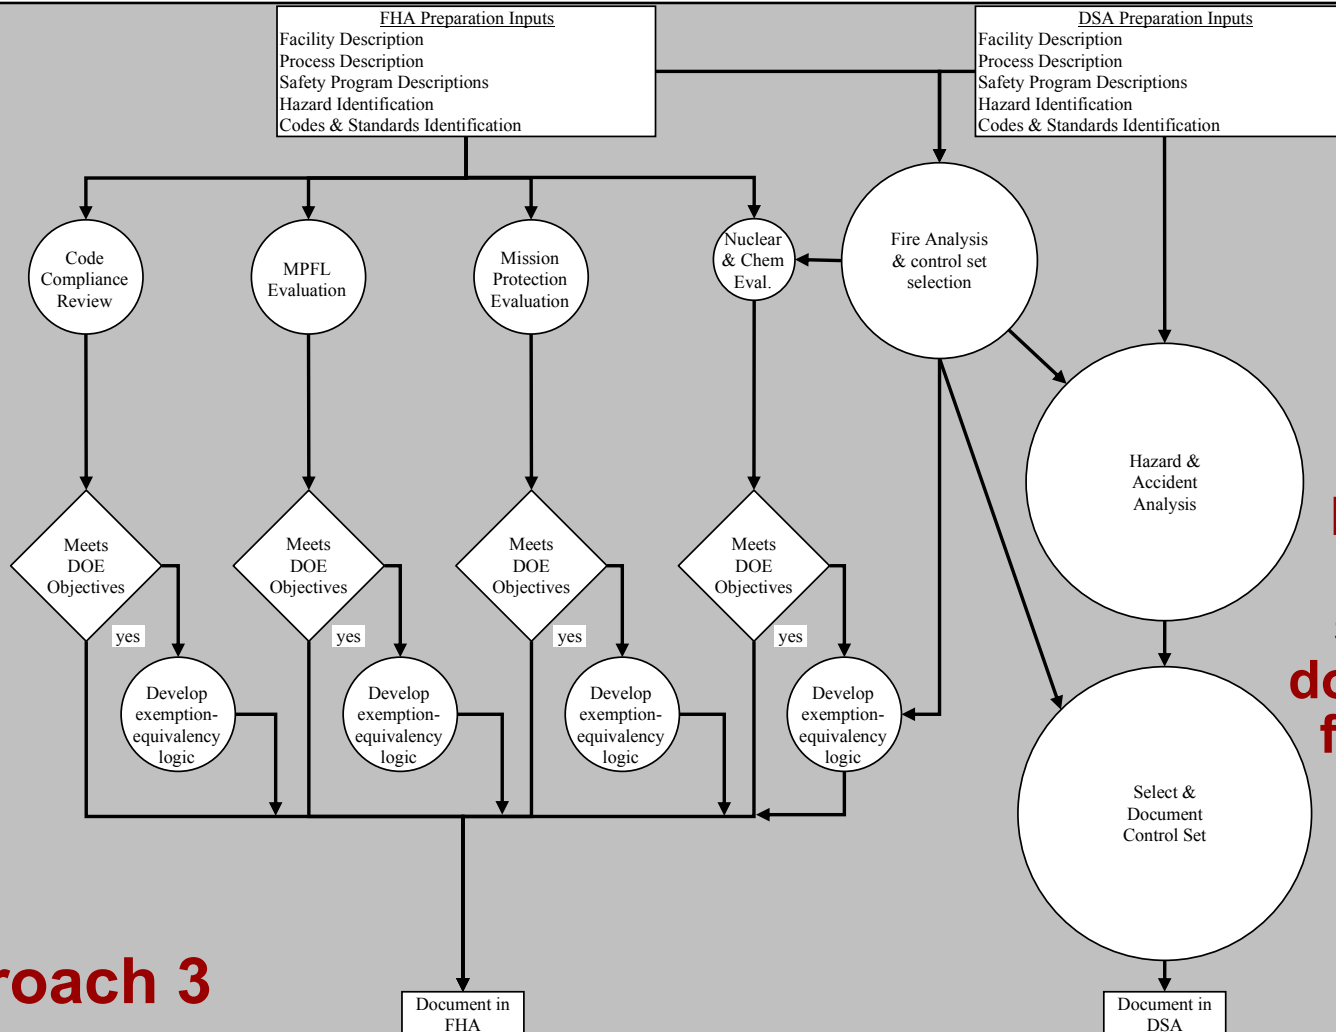 FHA Preparation Inputs
Facility Description
Process Description
Safety Program Descriptions
Hazard Identification
Codes & Standards Identification
DSA Preparation Inputs
Facility Description
Process Description
Safety Program Descriptions
Hazard Identification
Codes & Standards Identification
Code
Compliance
Review
MPFL
Evaluation
Mission
Protection
Evaluation
Nuclear
& Chem
Eval.
Fire Analysis
& control set
selection
Hazard &
Accident
Analysis
Meets
DOE
Objectives
Meets
DOE
Objectives
Meets
DOE
Objectives
Meets
DOE
Objectives
yes
yes
yes
yes
Develop
exemption-
equivalency
logic
Develop
exemption-
equivalency
logic
Develop
exemption-
equivalency
logic
Develop
exemption-
equivalency
logic
Select &
Document
Control Set
do
f
roach 3
Document in
FHA
Document in
DSA